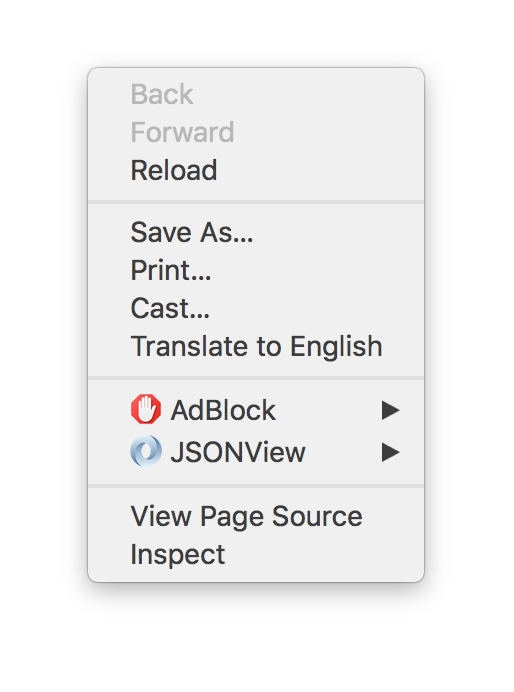 Back
Forward
Reload
Save As...
Print...
Cast...
Translate to English
AdBlock
JSONView
View Page Source
Inspect